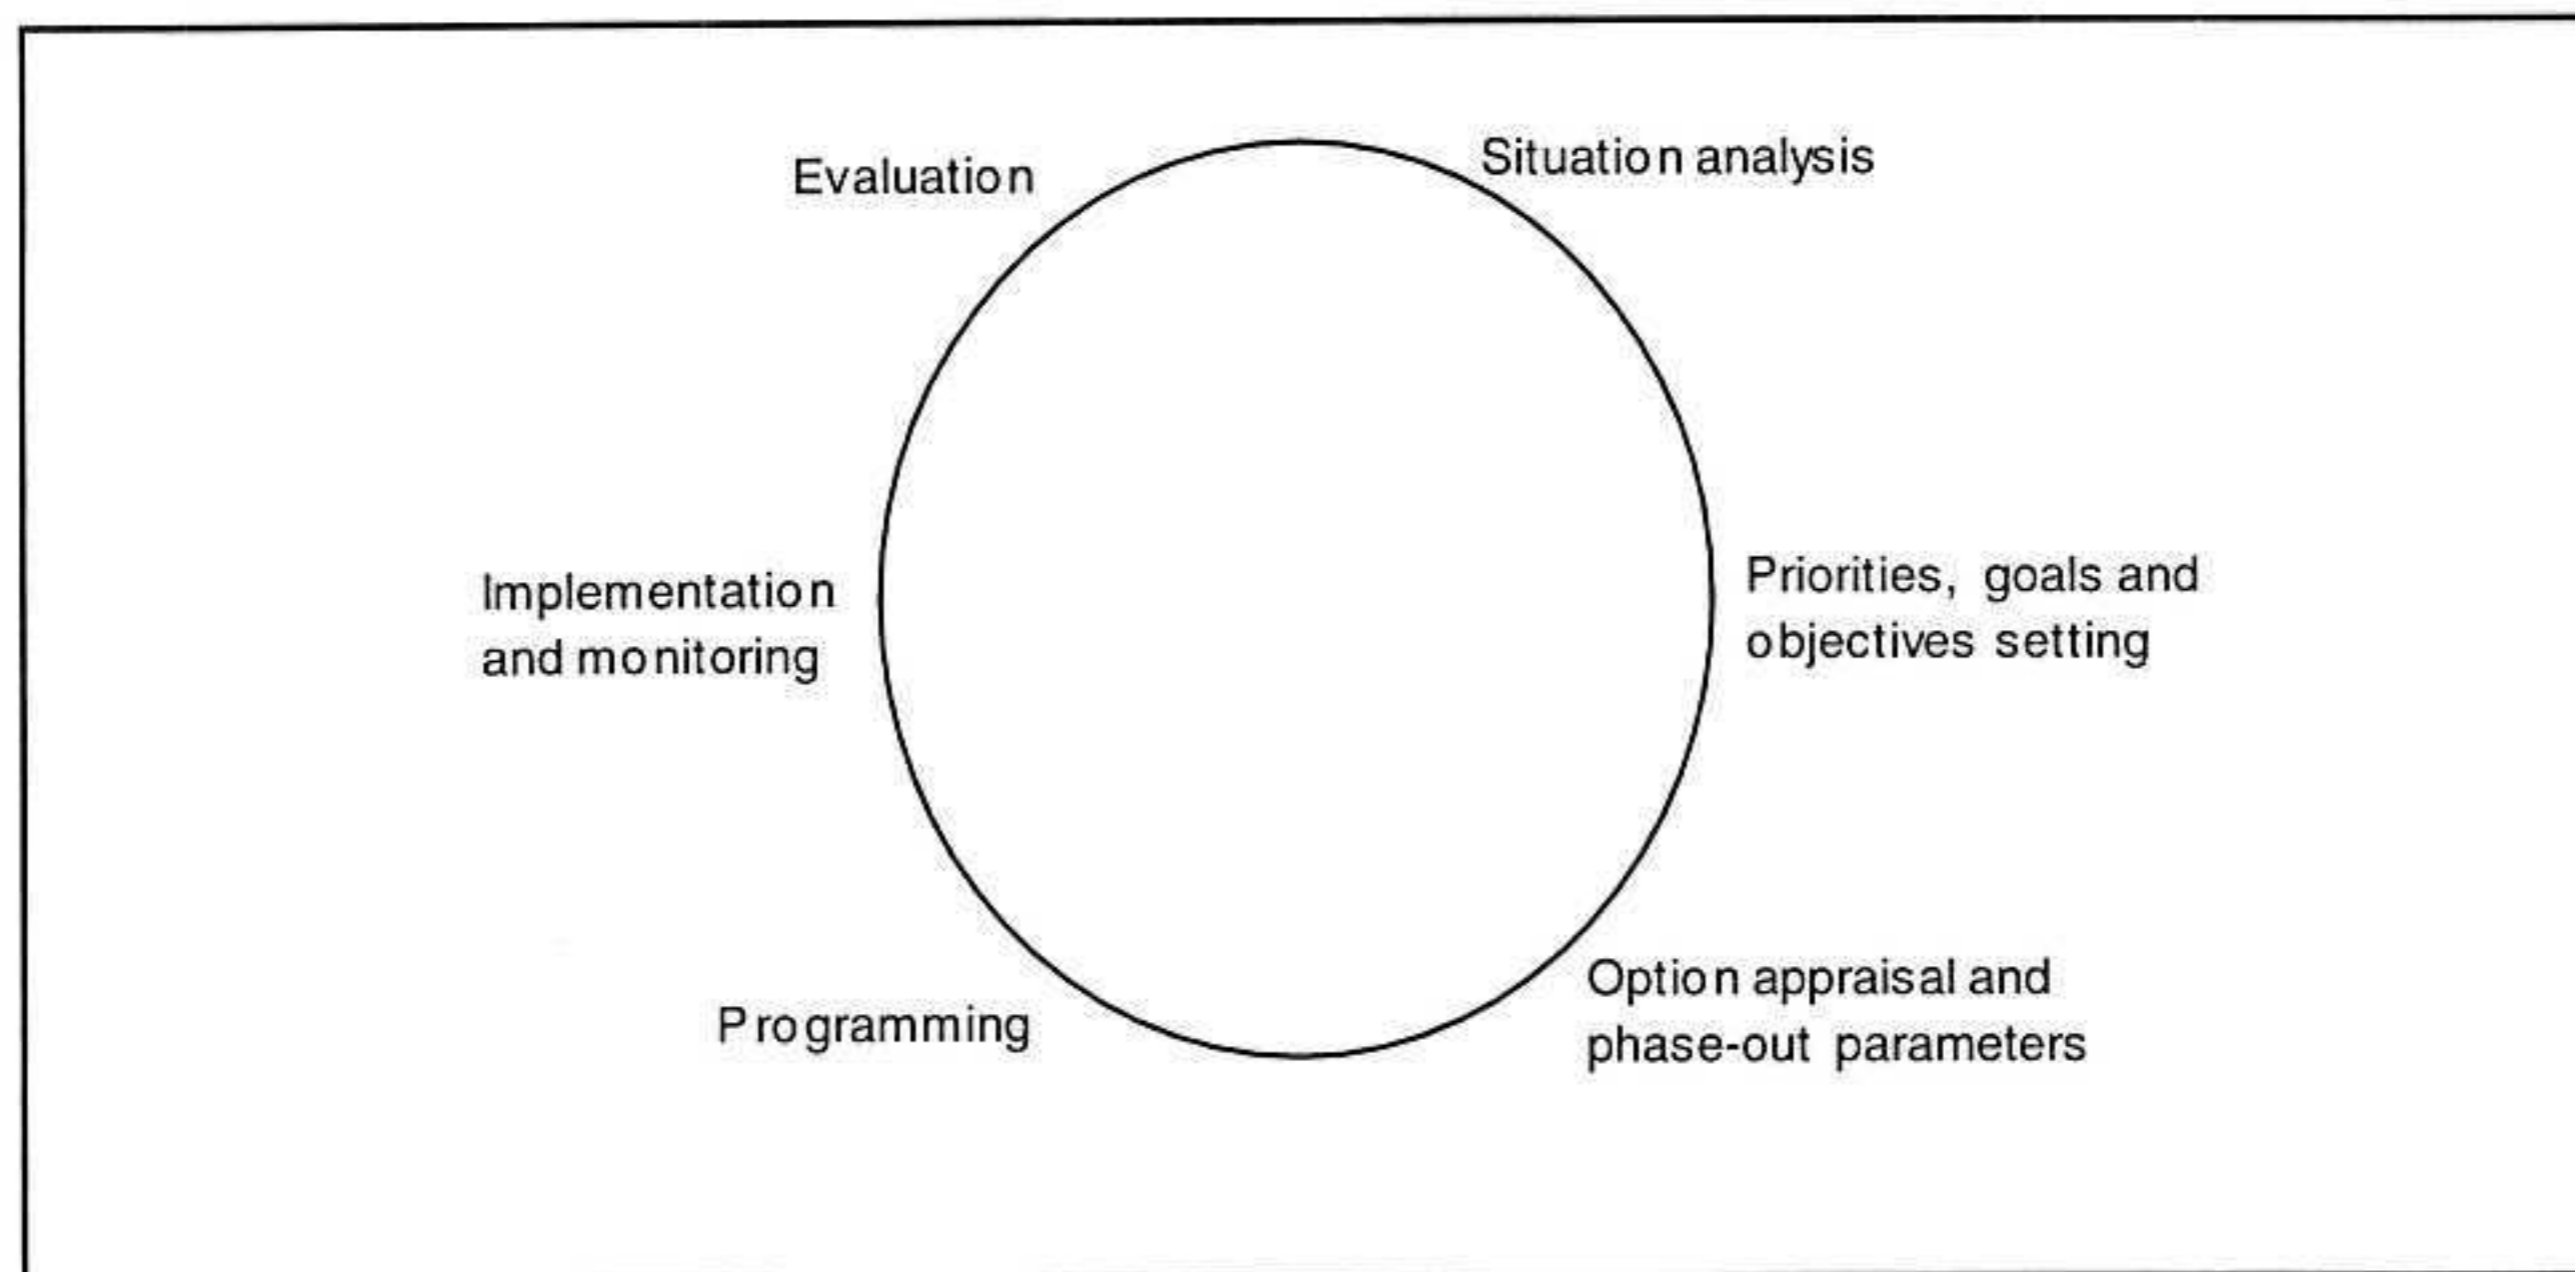 Evaluation
Situation analysis
Implementation
and monitoring
Priorities, goals and
objectives setting
Programming
Option appraisal and
phase-out parameters